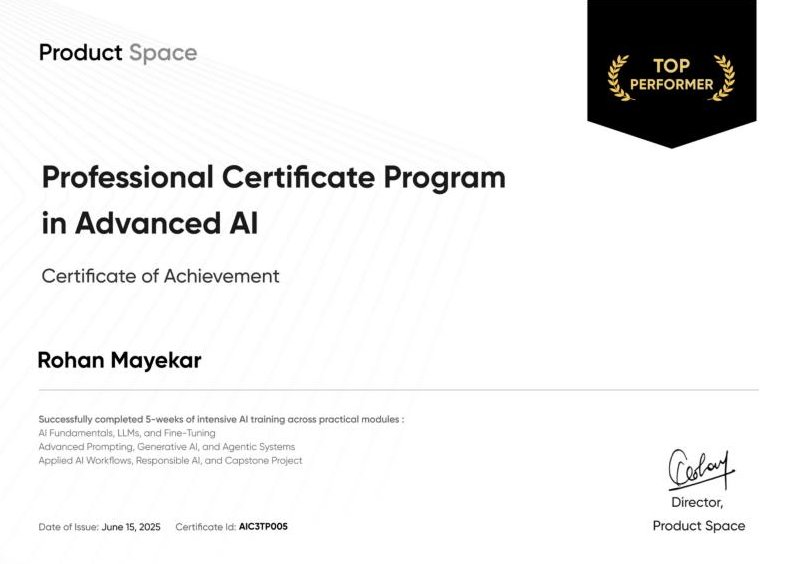 Product Space
TOP
PERFORMER
Professional Certificate Program
in Advanced AI
Certificate of Achievement
Rohan Mayekar
Successfully completed 5-weeks of intensive AI training across practical modules :
AI Fundamentals, LLMs, and Fine-Tuning
Advanced Prompting, Generative AI, and Agentic Systems
Applied AI Workflows, Responsible AI, and Capstone Project
Director,
Product Space
Date of Issue: June 15, 2025 Certificate Id: AIC3TP005